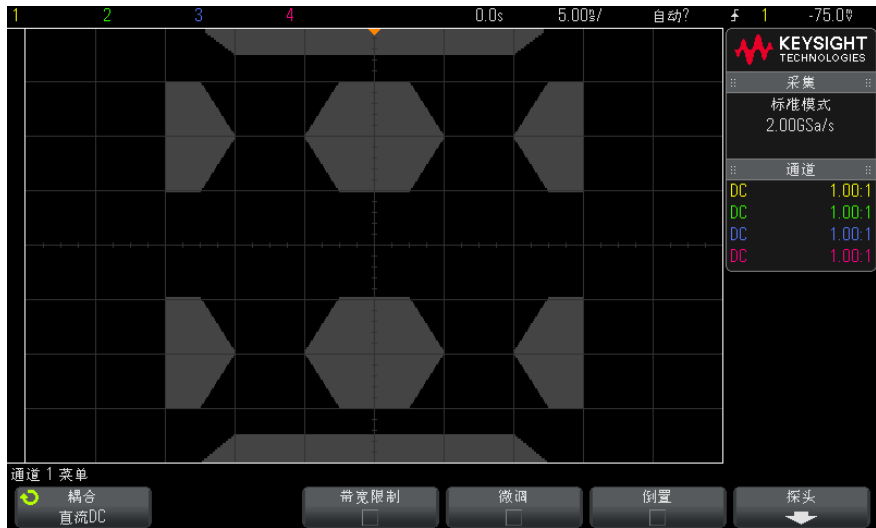 1 2 3 4 0.0s 5.00ns/ 自动? 1 -75.0V
KEYSIGHT
TECHNOLOGIES
采集
标准模式
2.00GSa/s
通道
DC 1.00:1
DC 1.00:1
DC 1.00:1
DC 1.00:1
通道 1 菜单
耦合
直流DC
带宽限制
微调
倒置
探头